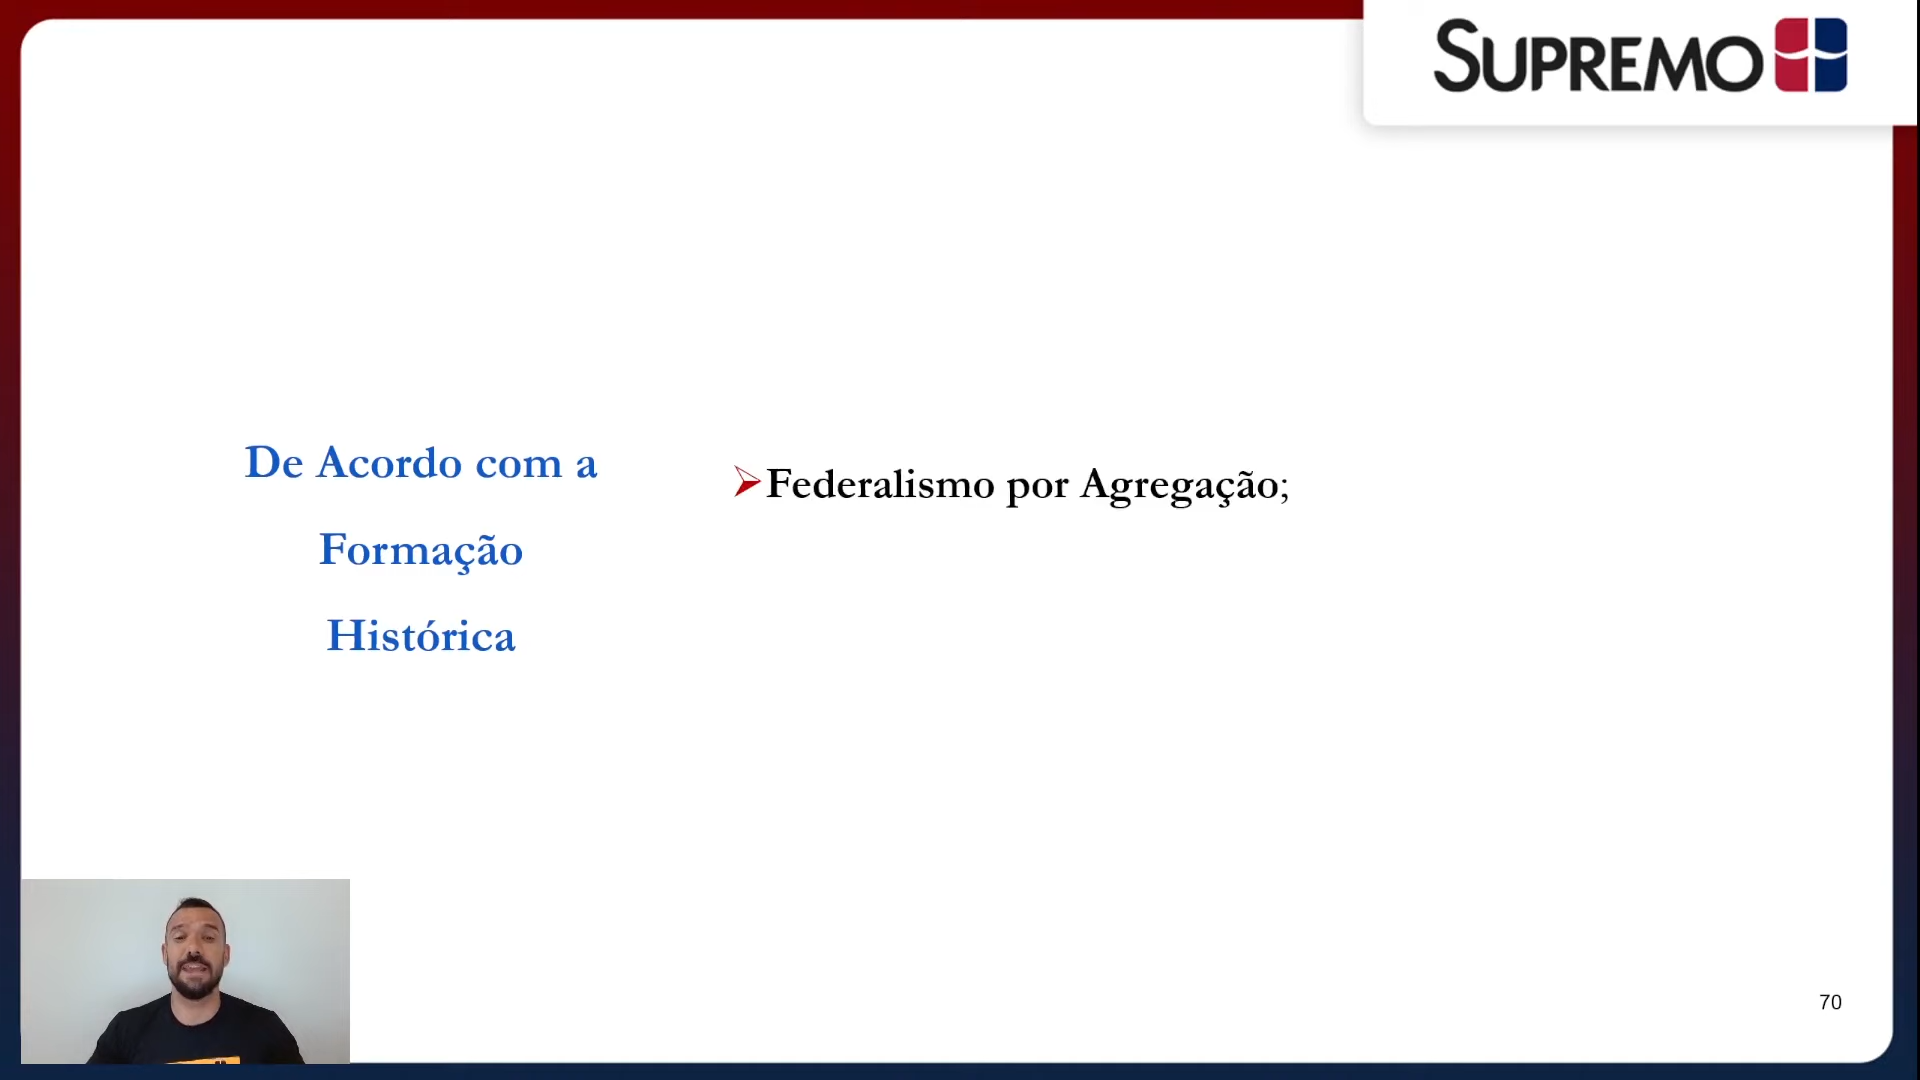 SUPREMO
De Acordo com a
Formação
Histórica
Federalismo por Agregação;
70